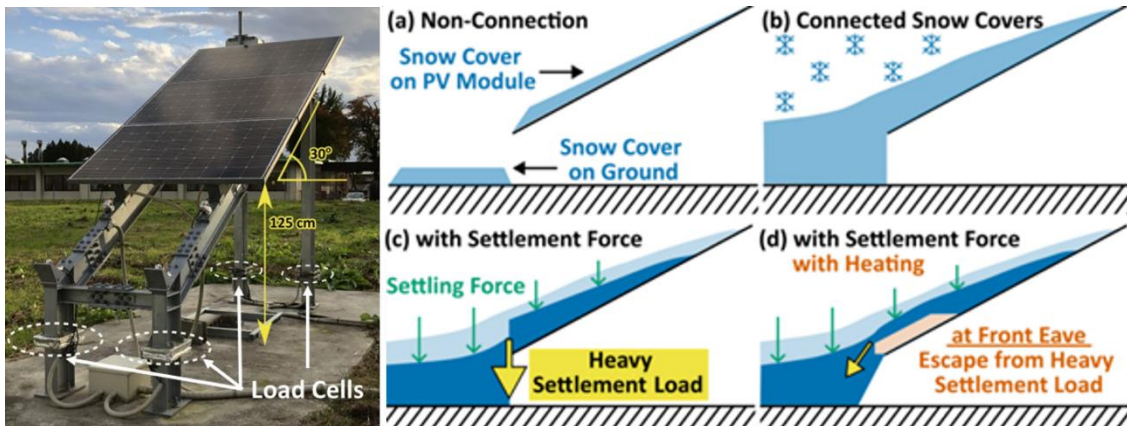 30°
125 cm
Load Cells
(a) Non-Connection
Snow Cover
on PV Module
Snow Cover
on Ground
(b) Connected Snow Covers
(c) with Settlement Force
Settling Force
Heavy
Settlement Load
(d) with Settlement Force
with Heating
at Front Eave
Escape from Heavy
Settlement Load